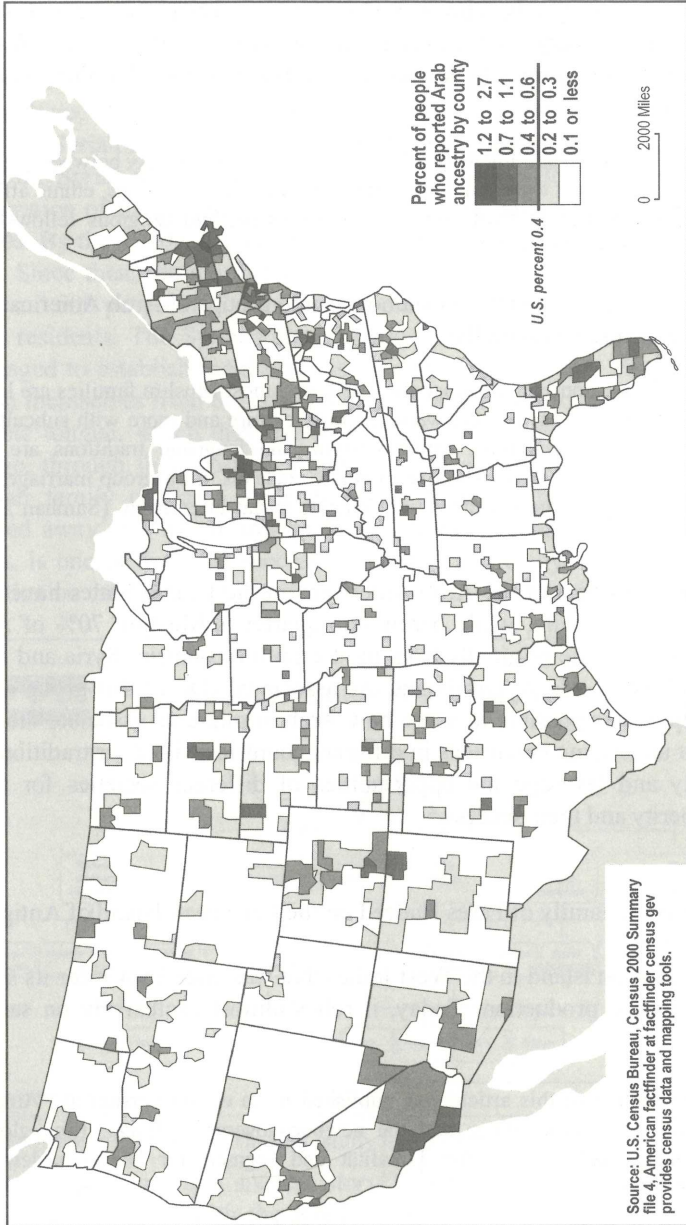 Percent of people
who reported Arab
ancestry by county
1.2 to 2.7
0.7 to 1.1
0.4 to 0.6
U.S. percent 0.4
0.2 to 0.3
0.1 or less
0 2000 Miles
Source: U.S. Census Bureau, Census 2000 Summary
file 4, American factfinder at factfinder census gev
provides census data and mapping tools.